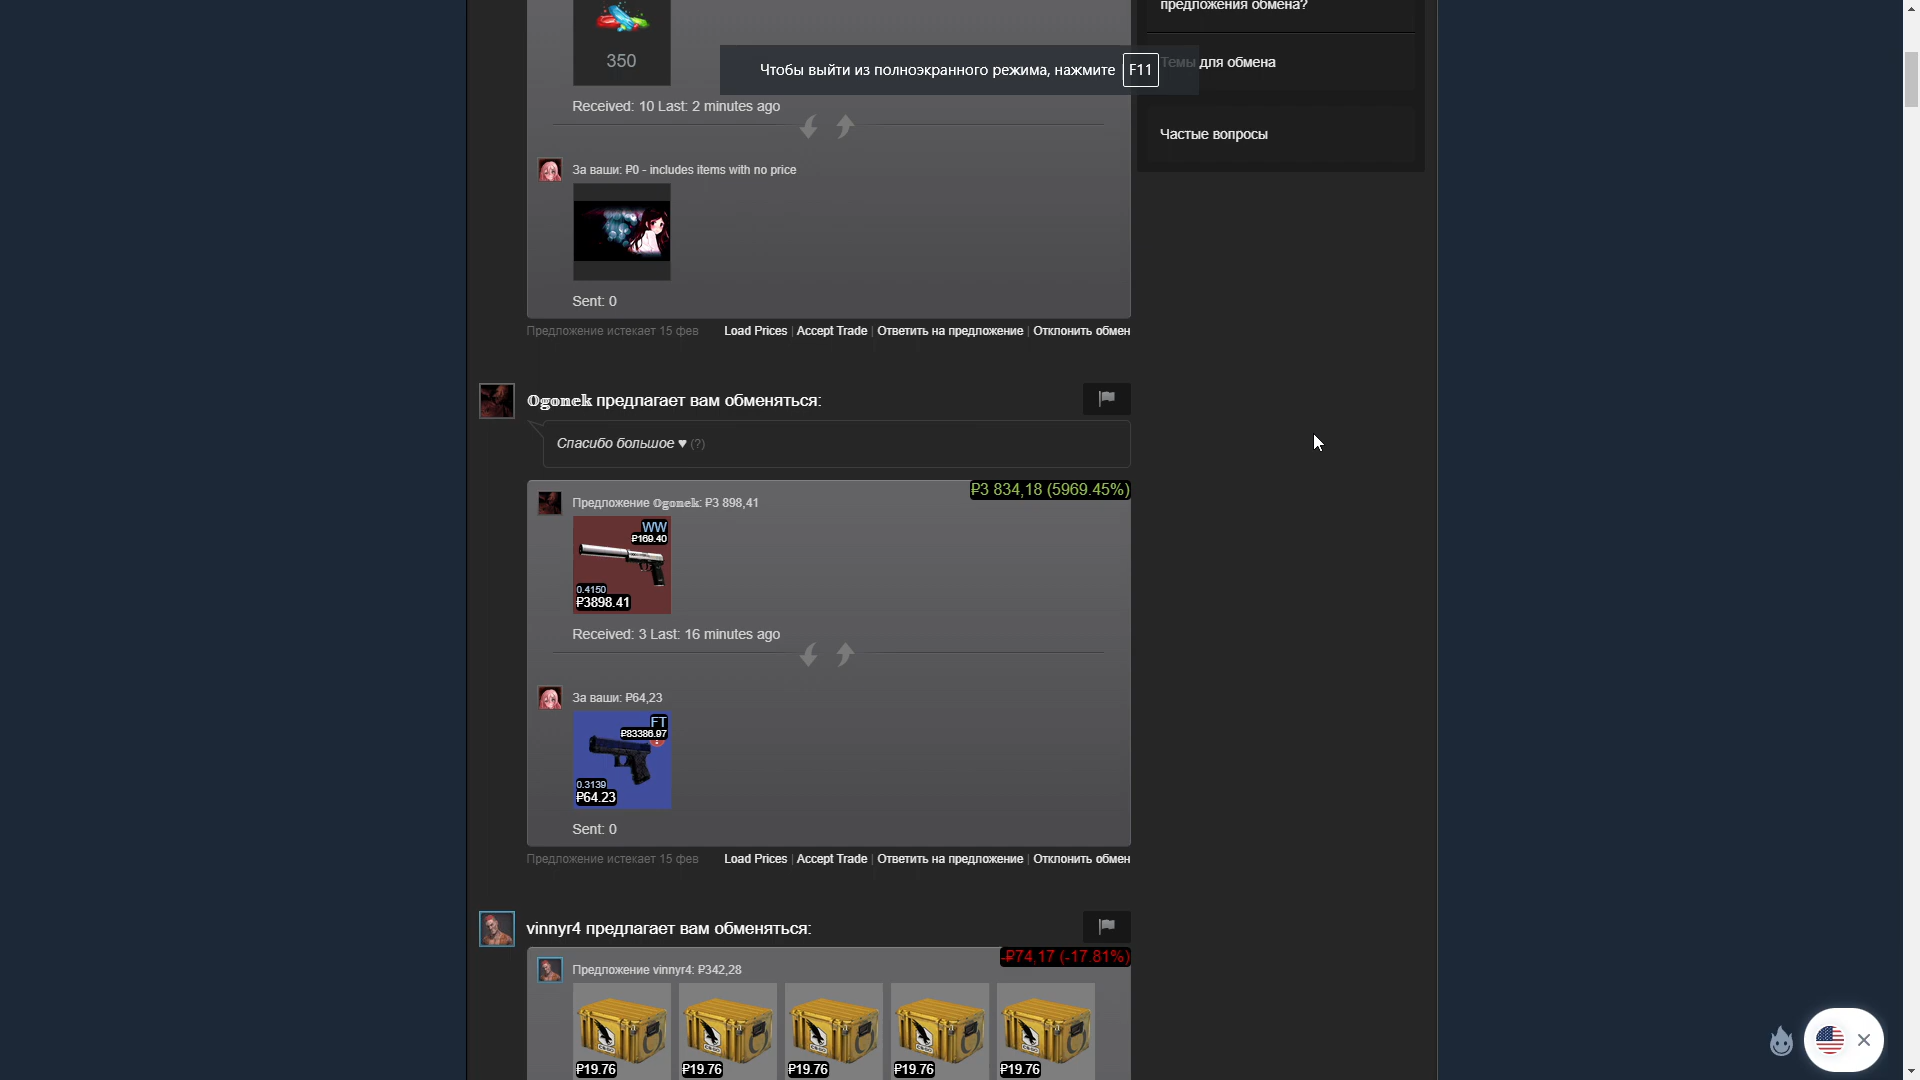 предложения обмена?
350
Чтобы выйти из полноэкранного режима, нажмите F11
Темы для обмена
Received: 10 Last: 2 minutes ago
Частые вопросы
За ваши: ₽0 - includes items with no price
Sent: 0
Предложение истекает 15 фев Load Prices | Accept Trade | Ответить на предложение | Отклонить обмен
Ogonek предлагает вам обменяться:
Спасибо большое ♥ (?)
₽3 834,18 (5969.45%)
Предложение Ogonek: ₽3 898,41
WW
₽169.40
0.4150
₽3898.41
Received: 3 Last: 16 minutes ago
За ваши: ₽64,23
FT
₽83386.97
0.3139
₽64.23
Sent: 0
Предложение истекает 15 фев Load Prices | Accept Trade | Ответить на предложение | Отклонить обмен
vinnyr4 предлагает вам обменяться:
-₽74,17 (-17.81%)
Предложение vinnyr4: ₽342,28
₽19.76 ₽19.76 ₽19.76 ₽19.76 ₽19.76